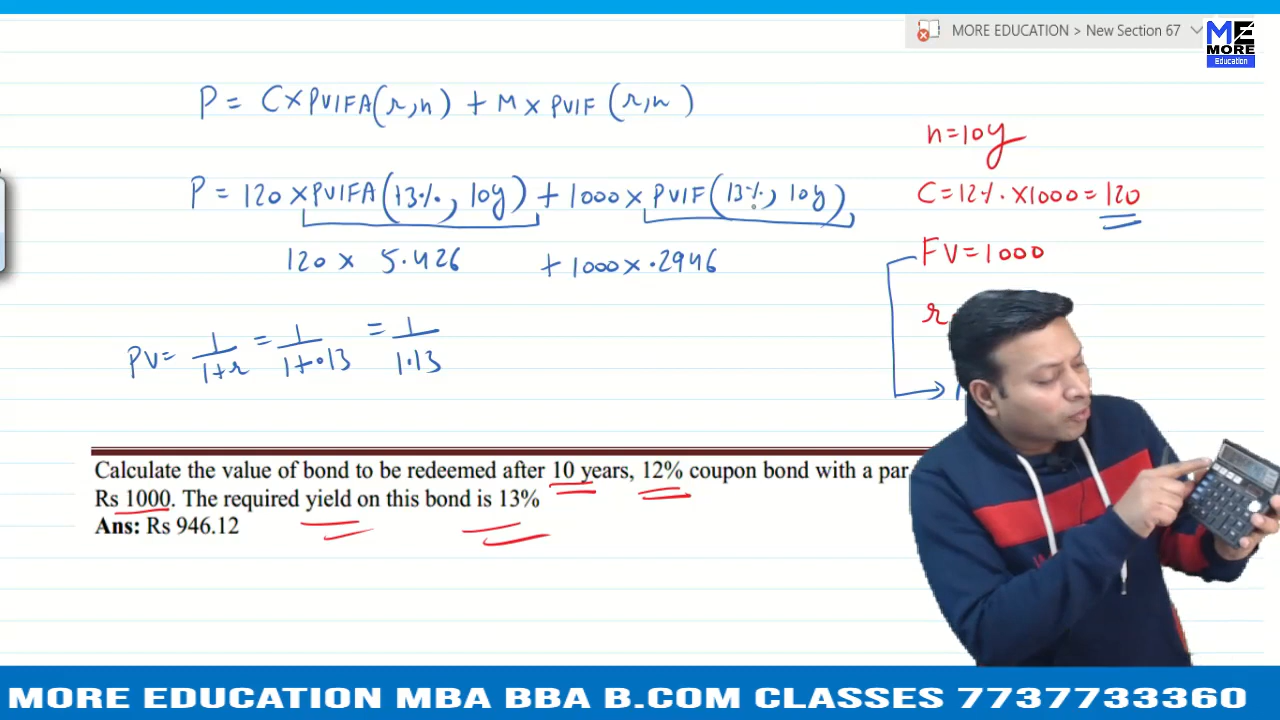 MORE EDUCATION > New Section 67
ME
MORE
Education
P = C×PVIFA(r,n) + M×PVIF(r,n)
n=10y
P = 120×PVIFA(13%, 10y) + 1000×PVIF(13%, 10y)
C=12%×1000=120
120× 5.426 +1000×.2946
FV=1000
r
PV= 1/1+r = 1/1+.13 = 1/1.13
Calculate the value of bond to be redeemed after 10 years, 12% coupon bond with a par
Rs 1000. The required yield on this bond is 13%
Ans: Rs 946.12
MORE EDUCATION MBA BBA B.COM CLASSES 7737733360